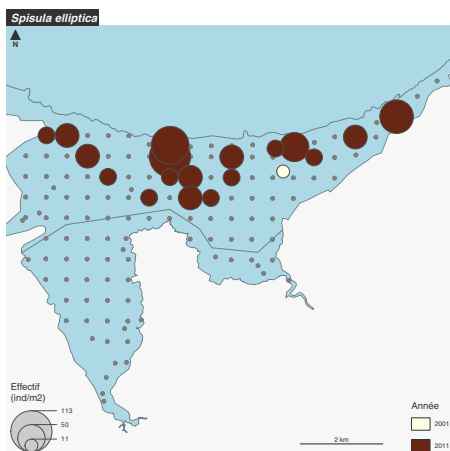 Spisula elliptica
N
Effectif
(ind/m2)
113
50
11
2 km
Année
2001
2011